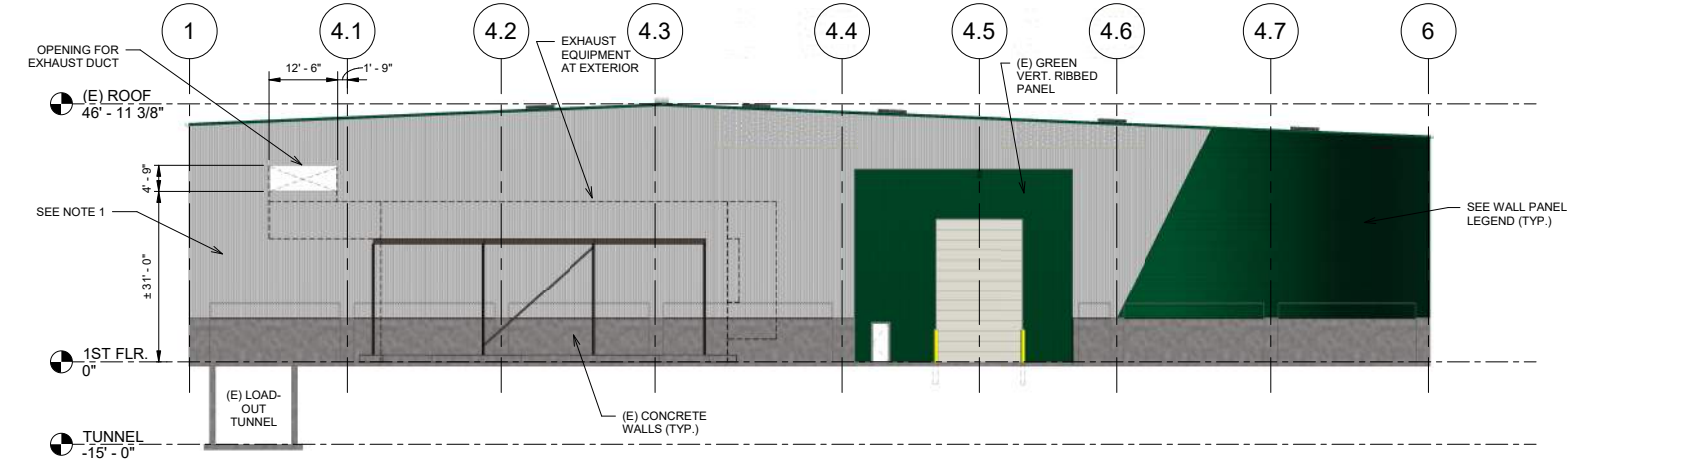 1
4.1
4.2
4.3
4.4
4.5
4.6
4.7
6
OPENING FOR
EXHAUST DUCT
12' - 6"
1' - 9"
EXHAUST
EQUIPMENT
AT EXTERIOR
(E) GREEN
VERT. RIBBED
PANEL
(E) ROOF
46' - 11 3/8"
4' - 9"
SEE NOTE 1
SEE WALL PANEL
LEGEND (TYP.)
± 31' - 0"
1ST FLR.
0"
(E) LOAD-
OUT
TUNNEL
(E) CONCRETE
WALLS (TYP.)
TUNNEL
-15' - 0"